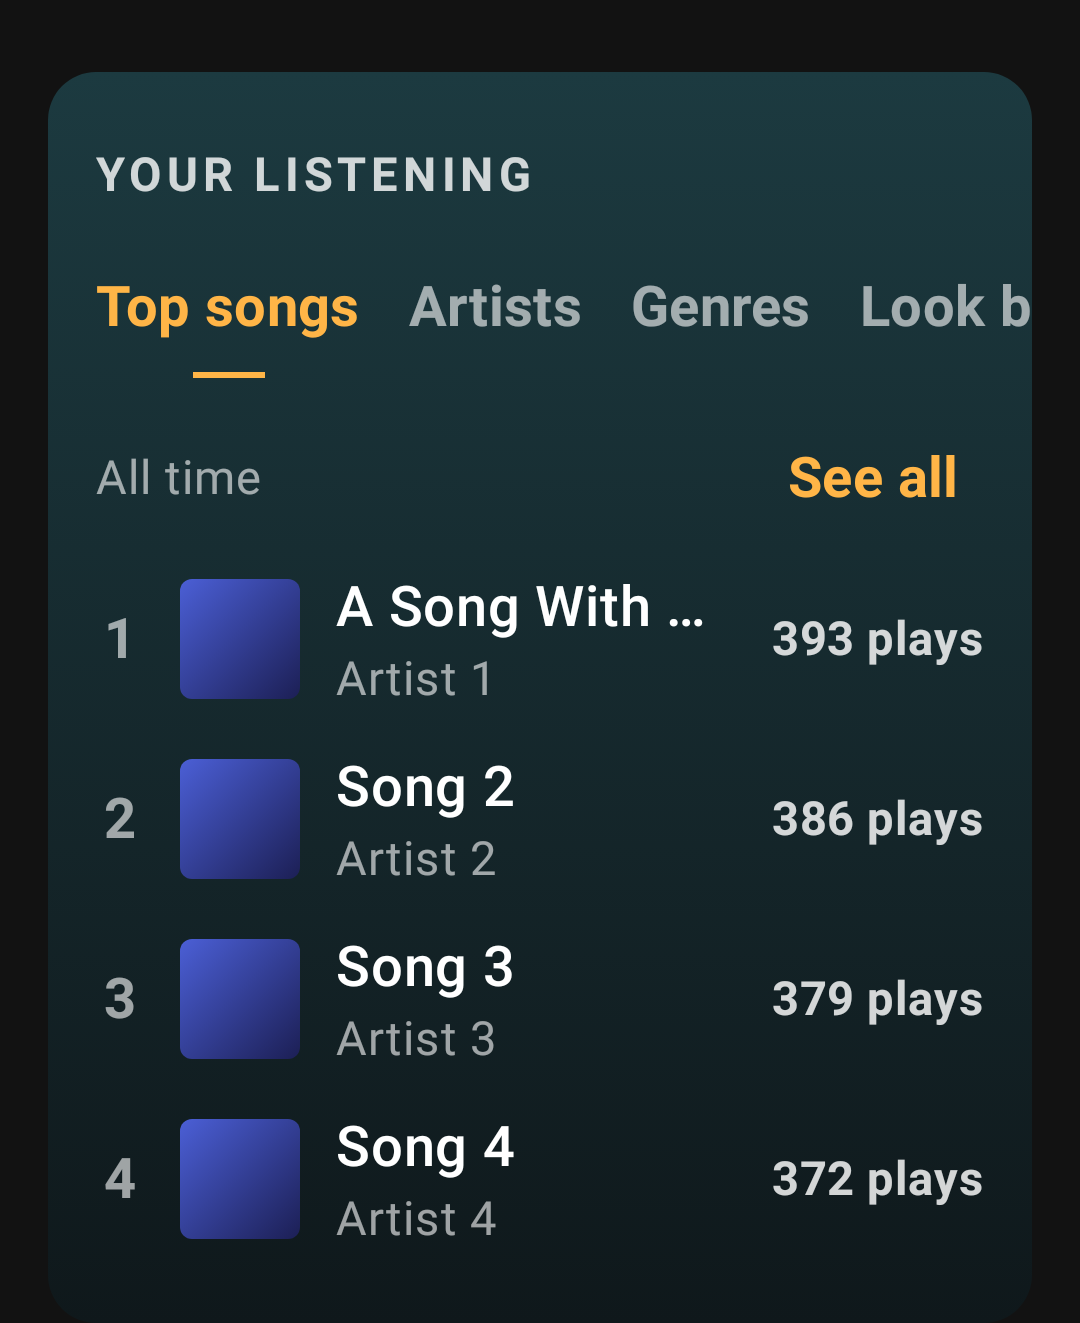 YOUR LISTENING
Top songs Artists Genres Look b
All time See all
1 A Song With … 393 plays
Artist 1
2 Song 2 386 plays
Artist 2
3 Song 3 379 plays
Artist 3
4 Song 4 372 plays
Artist 4